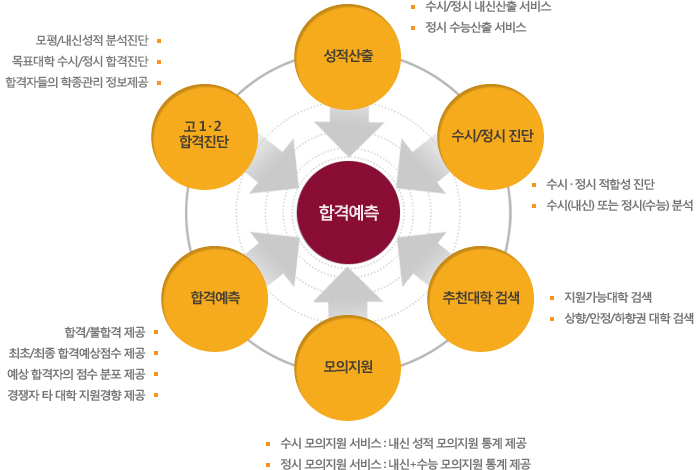 수시/정시 내신산출 서비스
정시 수능산출 서비스
성적산출
모평/내신성적 분석진단
목표대학 수시/정시 합격진단
합격자들의 학종관리 정보제공
고 1·2
합격진단
수시/정시 진단
수시·정시 적합성 진단
수시(내신) 또는 정시(수능) 분석
합격예측
합격예측
합격/불합격 제공
최초/최종 합격예상점수 제공
예상 합격자의 점수 분포 제공
경쟁자 타 대학 지원경향 제공
추천대학 검색
지원가능대학 검색
상향/안정/하향권 대학 검색
모의지원
수시 모의지원 서비스 : 내신 성적 모의지원 통계 제공
정시 모의지원 서비스 : 내신+수능 모의지원 통계 제공